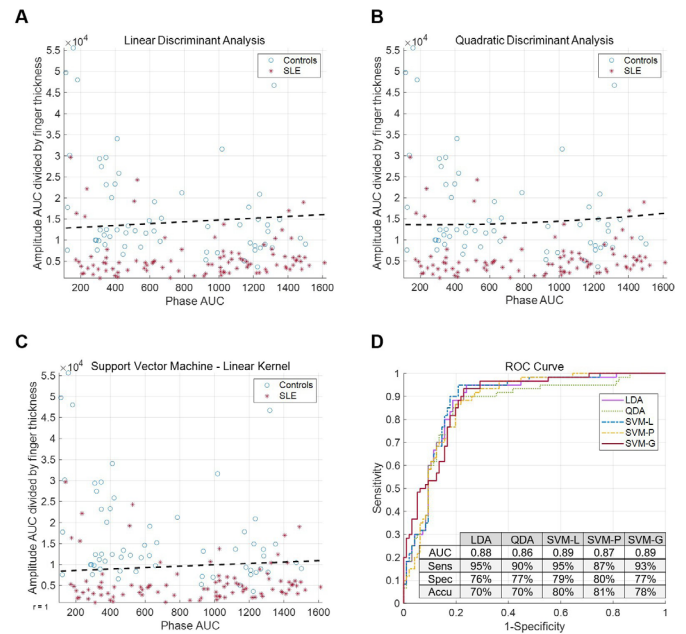 A
Linear Discriminant Analysis
×10⁴
5.5
5
4.5
4
3.5
3
2.5
2
1.5
1
0.5
Amplitude AUC divided by finger thickness
Controls
SLE
200 400 600 800 1000 1200 1400 1600
Phase AUC
B
Quadratic Discriminant Analysis
×10⁴
5.5
5
4.5
4
3.5
3
2.5
2
1.5
1
0.5
Amplitude AUC divided by finger thickness
Controls
SLE
200 400 600 800 1000 1200 1400 1600
Phase AUC
C
Support Vector Machine - Linear Kernel
×10⁴
5.5
5
4.5
4
3.5
3
2.5
2
1.5
1
0.5
Amplitude AUC divided by finger thickness
Controls
SLE
r = 1
200 400 600 800 1000 1200 1400 1600
Phase AUC
D
ROC Curve
1
0.9
0.8
0.7
0.6
0.5
0.4
0.3
0.2
0.1
0
Sensitivity
LDA
QDA
SVM-L
SVM-P
SVM-G
LDA QDA SVM-L SVM-P SVM-G
AUC 0.88 0.86 0.89 0.87 0.89
Sens 95% 90% 95% 87% 93%
Spec 76% 77% 79% 80% 77%
Accu 70% 70% 80% 81% 78%
0 0.2 0.4 0.6 0.8 1
1-Specificity